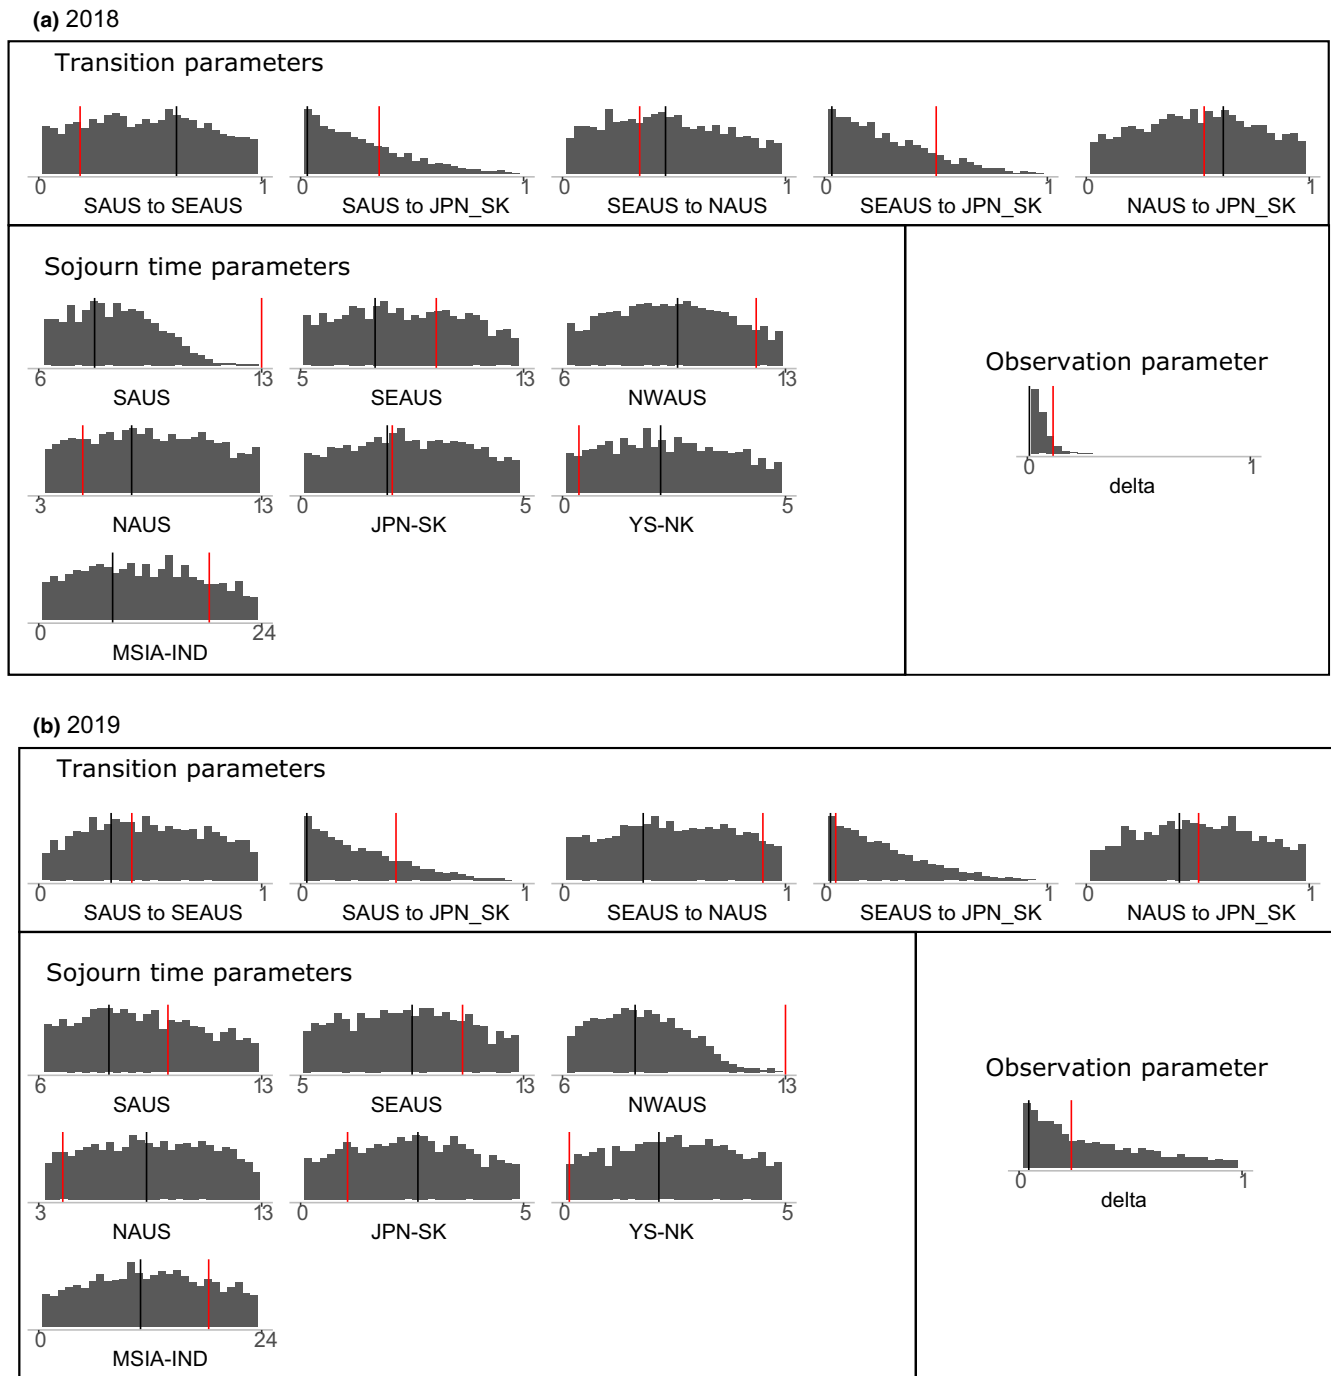 (a) 2018
Transition parameters
0 1 0 1 0 1 0 1 0 1
SAUS to SEAUS SAUS to JPN_SK SEAUS to NAUS SEAUS to JPN_SK NAUS to JPN_SK
Sojourn time parameters
6 13 5 13 6 13
SAUS SEAUS NWAUS
3 13 0 5 0 5
NAUS JPN-SK YS-NK
0 24
MSIA-IND
Observation parameter
0 1
delta
(b) 2019
Transition parameters
0 1 0 1 0 1 0 1 0 1
SAUS to SEAUS SAUS to JPN_SK SEAUS to NAUS SEAUS to JPN_SK NAUS to JPN_SK
Sojourn time parameters
6 13 5 13 6 13
SAUS SEAUS NWAUS
3 13 0 5 0 5
NAUS JPN-SK YS-NK
0 24
MSIA-IND
Observation parameter
0 1
delta